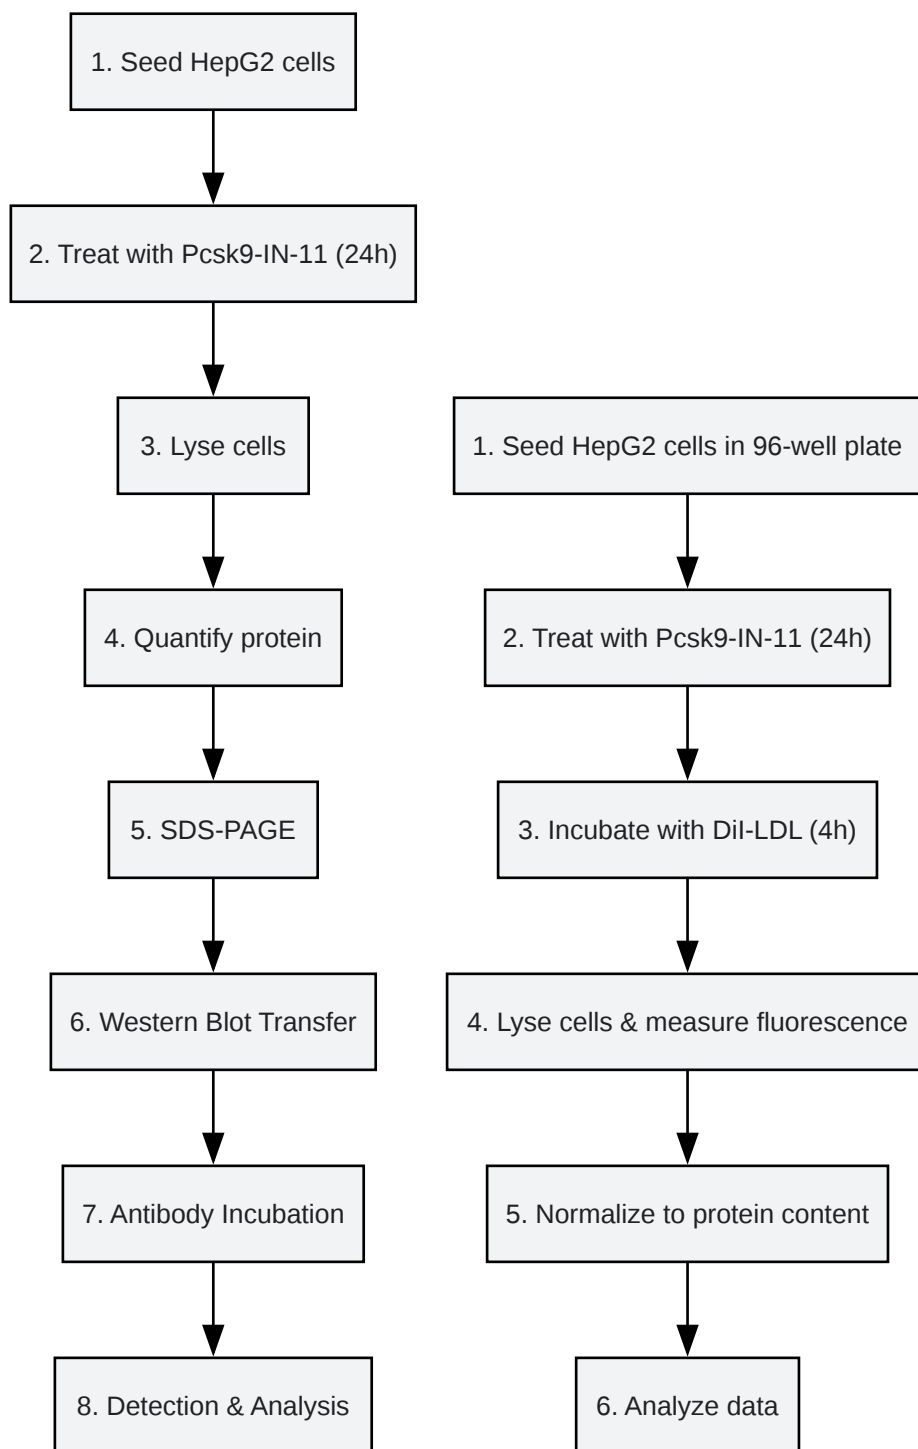 1. Seed HepG2 cells
2. Treat with Pcsk9-IN-11 (24h)
3. Lyse cells
4. Quantify protein
5. SDS-PAGE
6. Western Blot Transfer
7. Antibody Incubation
8. Detection & Analysis
1. Seed HepG2 cells in 96-well plate
2. Treat with Pcsk9-IN-11 (24h)
3. Incubate with DiI-LDL (4h)
4. Lyse cells & measure fluorescence
5. Normalize to protein content
6. Analyze data